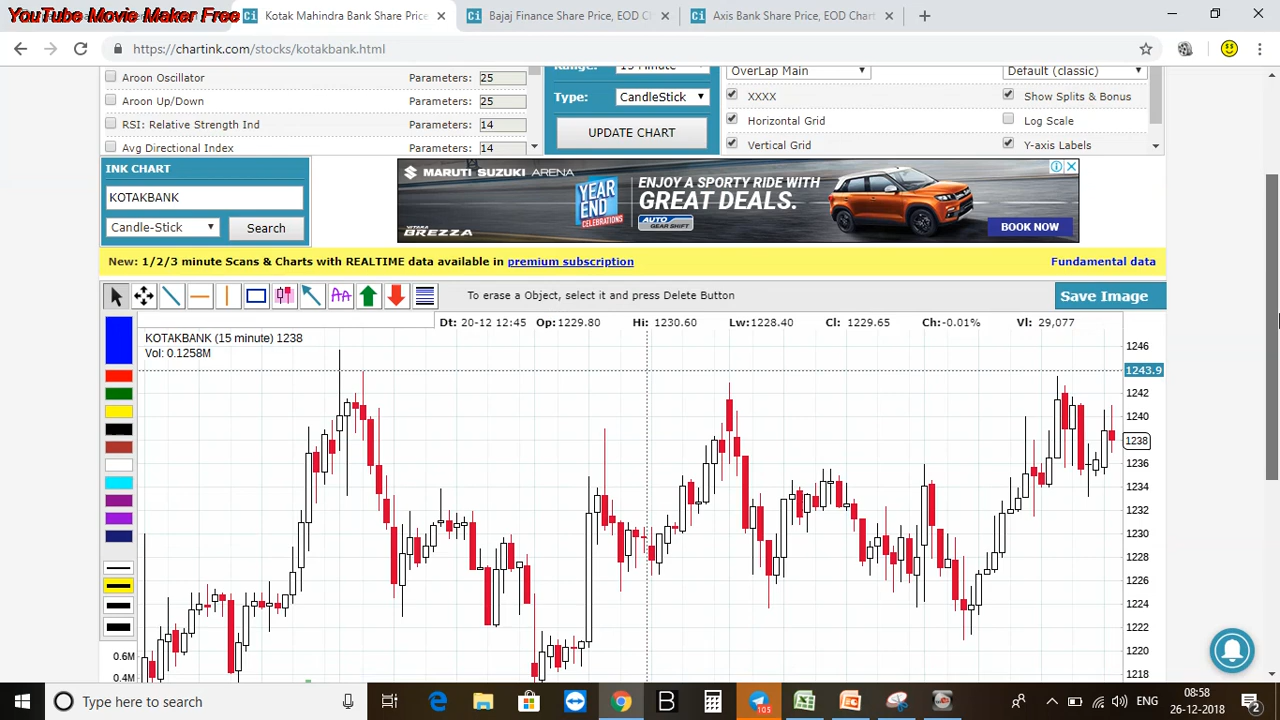 YouTube Movie Maker Free
Kotak Mahindra Bank Share Price
Bajaj Finance Share Price, EOD C
Axis Bank Share Price, EOD Chart
https://chartink.com/stocks/kotakbank.html
Aroon Oscillator Parameters: 25
Aroon Up/Down Parameters: 25
RSI: Relative Strength Ind Parameters: 14
Avg Directional Index Parameters: 14
Range: 15 Minute
Type: CandleStick
UPDATE CHART
OverLap Main
Default (classic)
XXXX
Show Splits & Bonus
Horizontal Grid
Log Scale
Vertical Grid
Y-axis Labels
INK CHART
KOTAKBANK
Candle-Stick
Search
MARUTI SUZUKI ARENA
VITARA BREZZA
YEAR END CELEBRATIONS
ENJOY A SPORTY RIDE WITH
GREAT DEALS.
AUTO GEAR SHIFT
BOOK NOW
New: 1/2/3 minute Scans & Charts with REALTIME data available in premium subscription
Fundamental data
To erase a Object, select it and press Delete Button
Save Image
Dt: 20-12 12:45 Op:1229.80 Hi: 1230.60 Lw:1228.40 Cl: 1229.65 Ch:-0.01% Vl: 29,077
KOTAKBANK (15 minute) 1238
Vol: 0.1258M
1246
1243.9
1242
1240
1238
1236
1234
1232
1230
1228
1226
1224
1222
1220
1218
0.6M
0.4M
Type here to search
105
ENG
08:58
26-12-2018
2